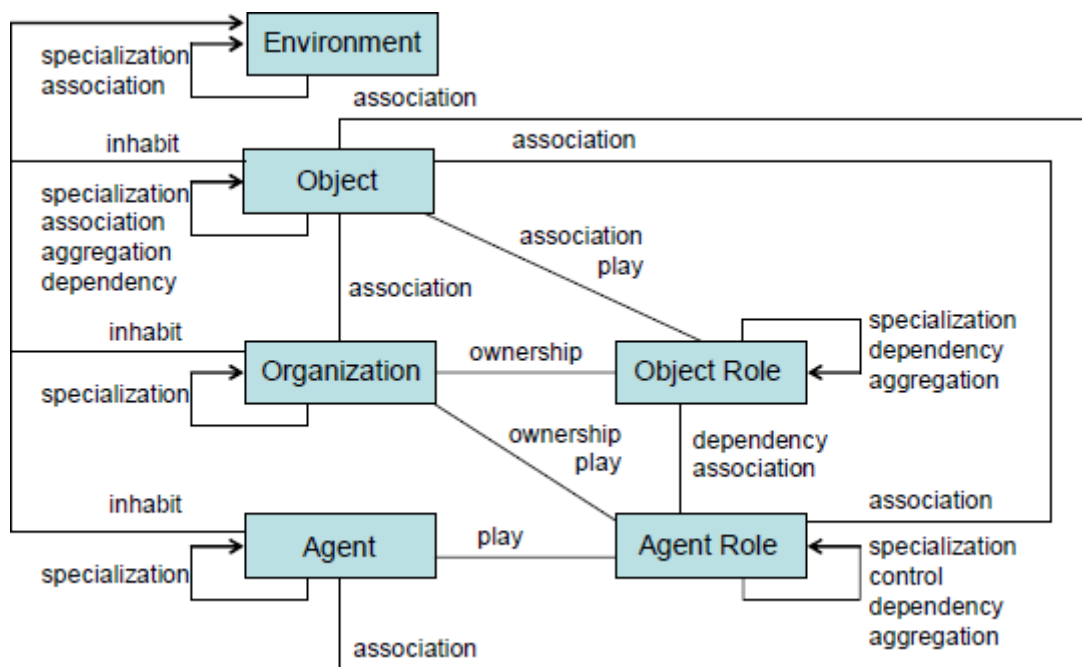 Environment
specialization
association
association
inhabit
association
Object
specialization
association
aggregation
dependency
association
play
association
inhabit
Organization
ownership
Object Role
specialization
dependency
aggregation
specialization
ownership
play
dependency
association
inhabit
association
Agent
play
Agent Role
specialization
specialization
control
dependency
aggregation
association